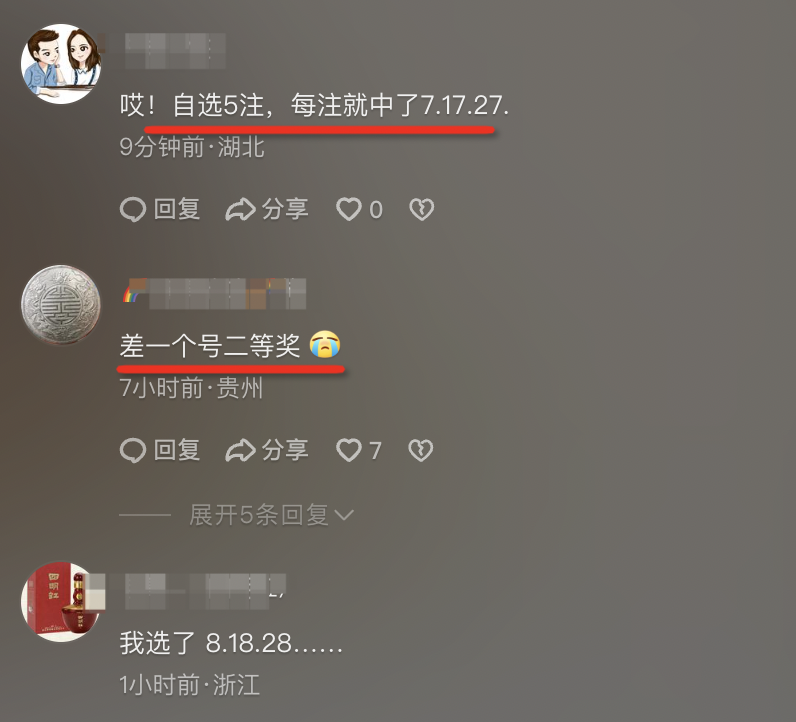 哎！自选5注，每注就中了7.17.27.
9分钟前·湖北
回复 分享 0
差一个号二等奖 😭
7小时前·贵州
回复 分享 7
展开5条回复
我选了 8.18.28……
1小时前·浙江